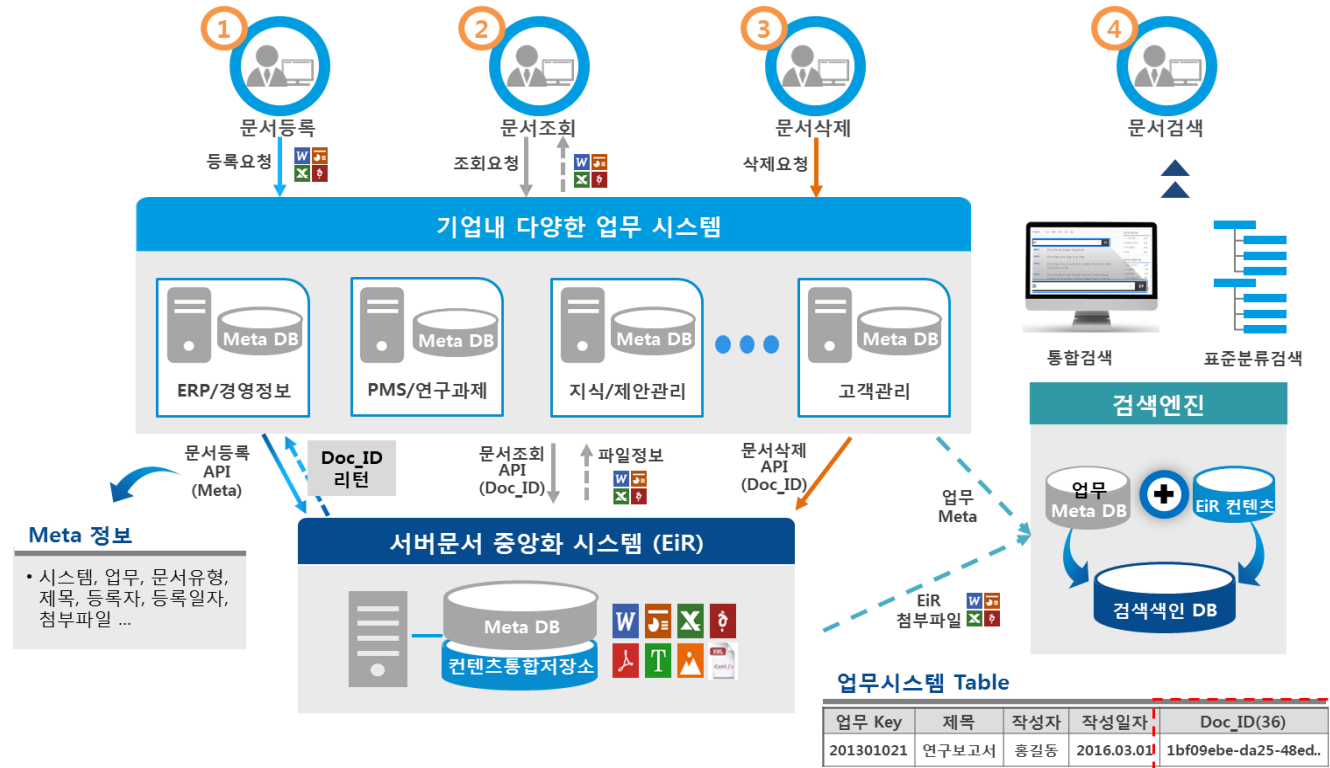 1
2
3
4
문서등록
문서조회
문서삭제
문서검색
등록요청
조회요청
삭제요청
기업내 다양한 업무 시스템
Meta DB
Meta DB
Meta DB
Meta DB
ERP/경영정보
PMS/연구과제
지식/제안관리
고객관리
통합검색
표준분류검색
문서등록
API
(Meta)
Doc_ID
리턴
문서조회
API
(Doc_ID)
파일정보
문서삭제
API
(Doc_ID)
업무
Meta
검색엔진
업무
Meta DB
EiR 컨텐츠
검색색인 DB
Meta 정보
• 시스템, 업무, 문서유형,
제목, 등록자, 등록일자,
첨부파일 ...
서버문서 중앙화 시스템 (EiR)
Meta DB
컨텐츠통합저장소
W
X
T
XML
EiR
첨부파일
업무시스템 Table
업무 Key 제목 작성자 작성일자 Doc_ID(36)
201301021 연구보고서 홍길동 2016.03.01 1bf09ebe-da25-48ed..